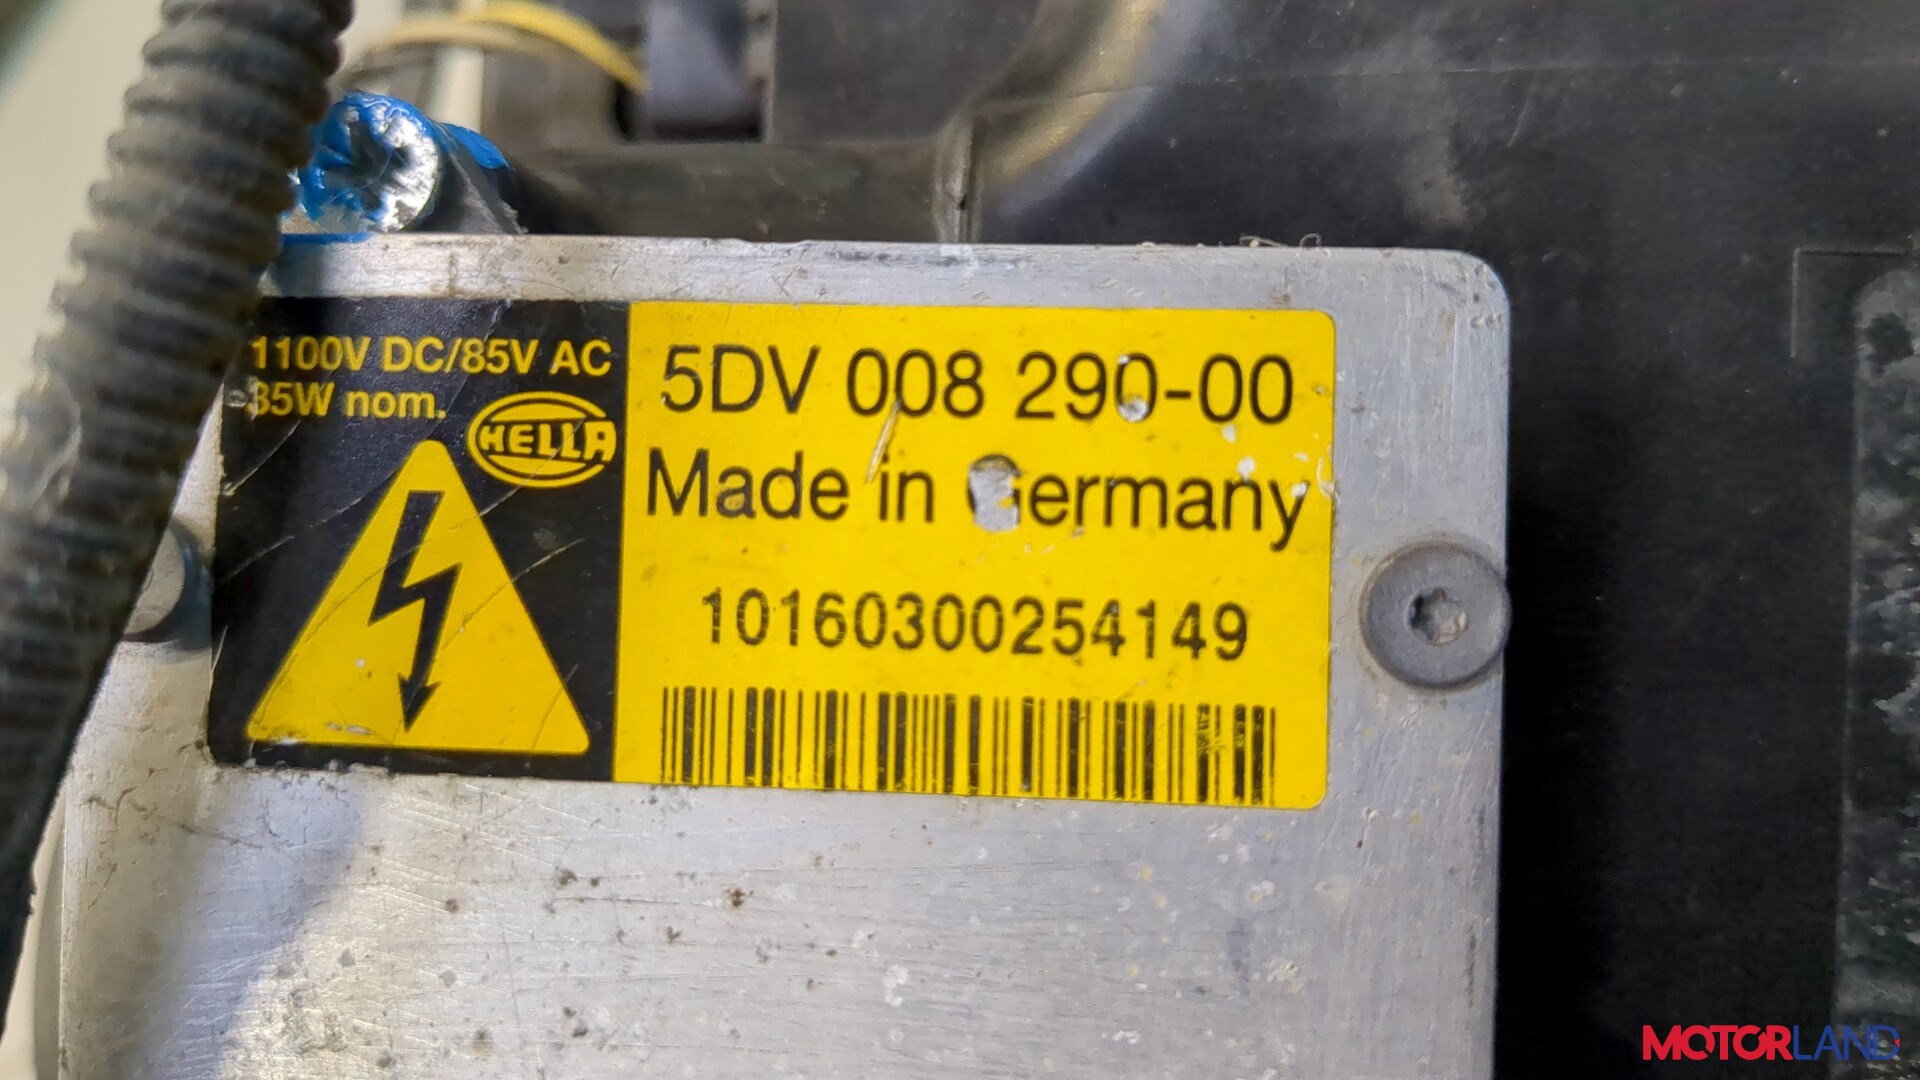 1100V DC/85V AC
35W nom.
HELLA
5DV 008 290-00
Made in Germany
10160300254149
MOTORLAND